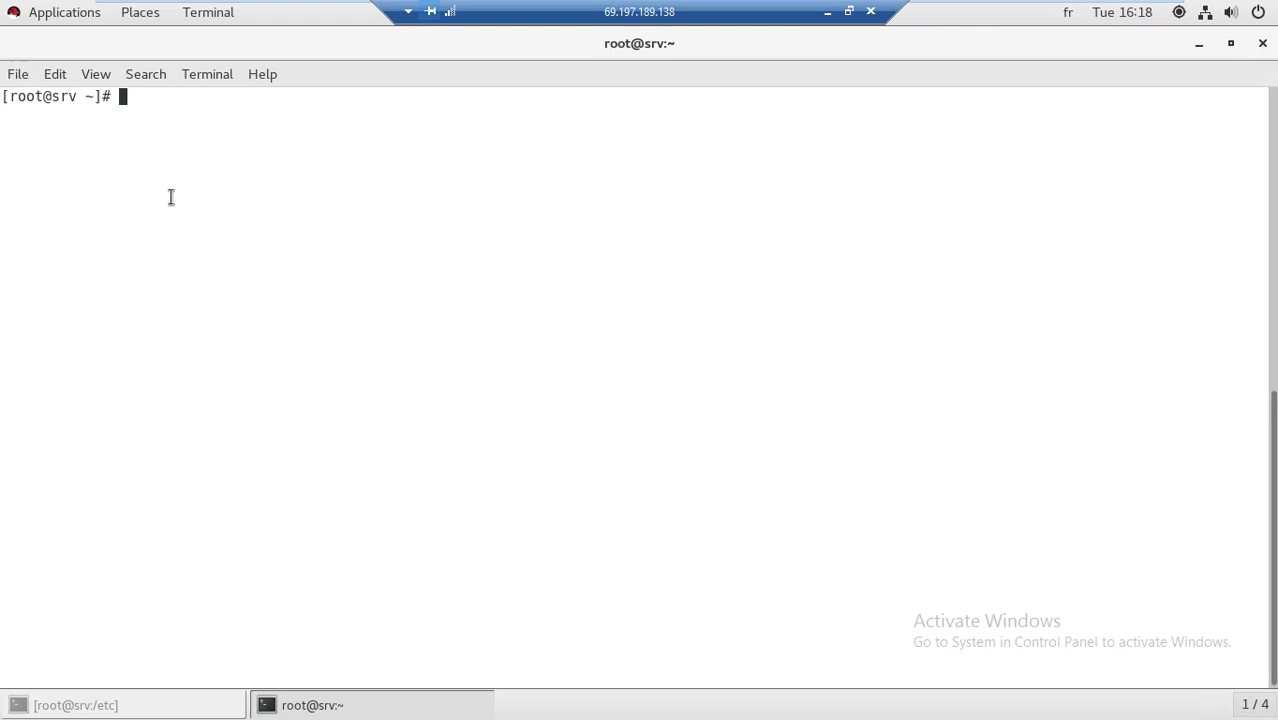 Applications Places Terminal 69.197.189.138 fr Tue 16:18
root@srv:~
File Edit View Search Terminal Help
[root@srv ~]#
Activate Windows
Go to System in Control Panel to activate Windows.
[root@srv:/etc] root@srv:~ 1 / 4